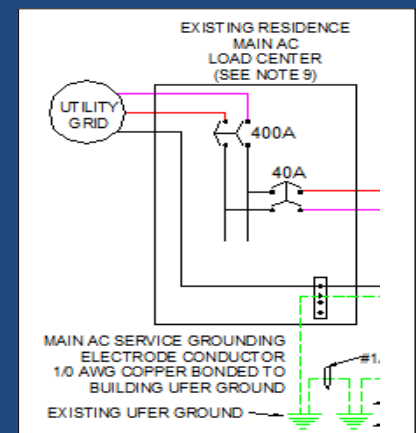 EXISTING RESIDENCE
MAIN AC
LOAD CENTER
(SEE NOTE 9)
UTILITY
GRID
400A
40A
MAIN AC SERVICE GROUNDING
ELECTRODE CONDUCTOR
1/0 AWG COPPER BONDED TO
BUILDING UFER GROUND
#1/
EXISTING UFER GROUND